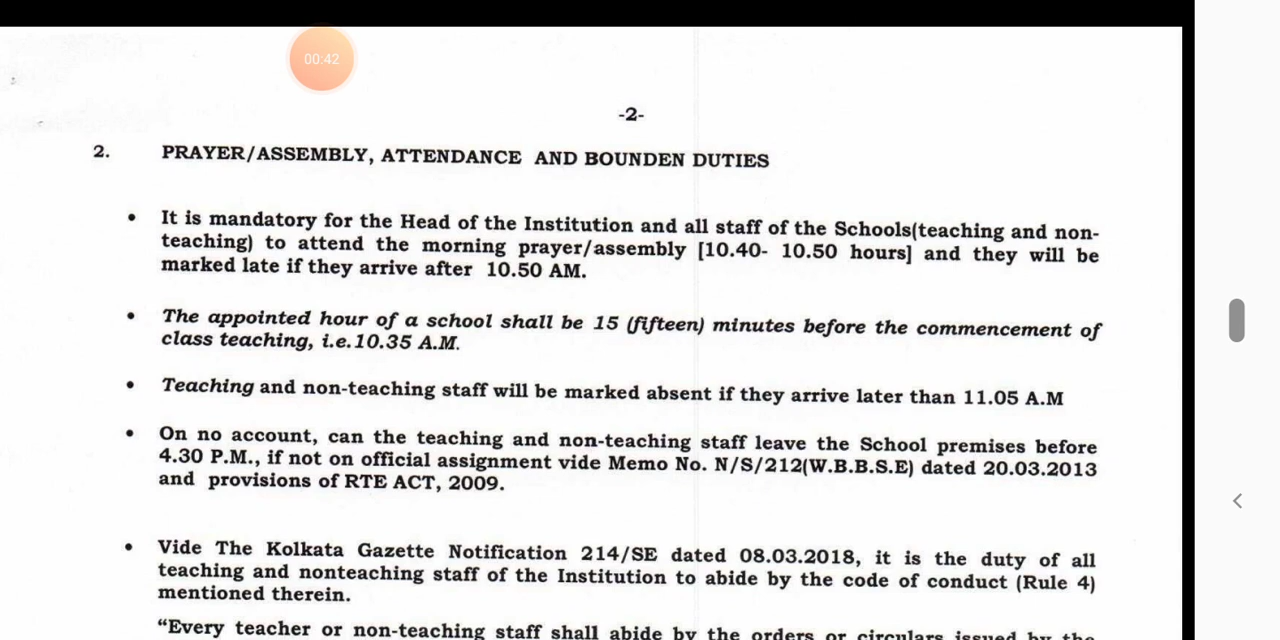 00:42
-2-
2. PRAYER/ASSEMBLY, ATTENDANCE AND BOUNDEN DUTIES
• It is mandatory for the Head of the Institution and all staff of the Schools(teaching and non-
teaching) to attend the morning prayer/assembly [10.40- 10.50 hours] and they will be
marked late if they arrive after 10.50 AM.
• The appointed hour of a school shall be 15 (fifteen) minutes before the commencement of
class teaching, i.e.10.35 A.M.
• Teaching and non-teaching staff will be marked absent if they arrive later than 11.05 A.M
• On no account, can the teaching and non-teaching staff leave the School premises before
4.30 P.M., if not on official assignment vide Memo No. N/S/212(W.B.B.S.E) dated 20.03.2013
and provisions of RTE ACT, 2009.
• Vide The Kolkata Gazette Notification 214/SE dated 08.03.2018, it is the duty of all
teaching and nonteaching staff of the Institution to abide by the code of conduct (Rule 4)
mentioned therein.
“Every teacher or non-teaching staff shall abide by the orders or circulars issued by the